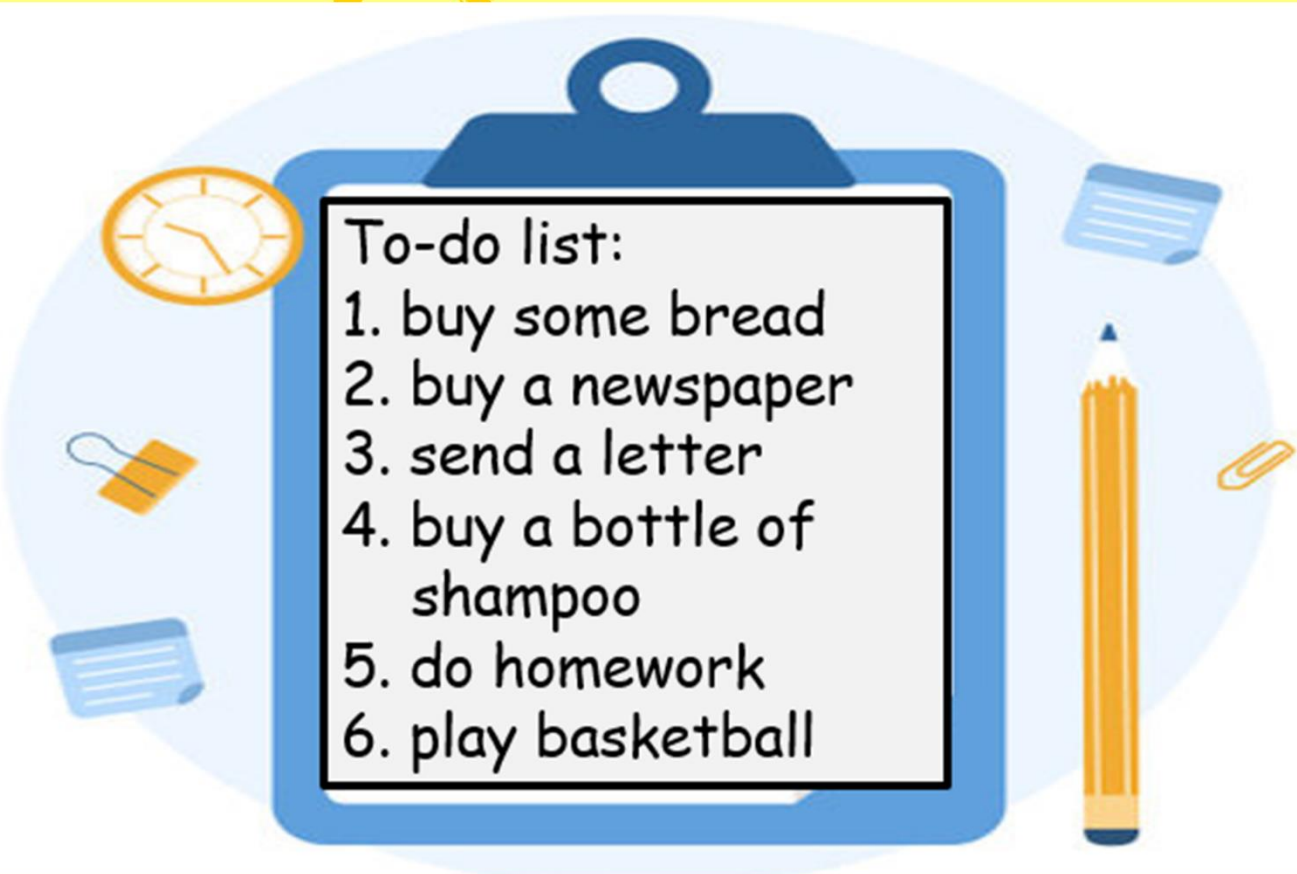 To-do list:
1. buy some bread
2. buy a newspaper
3. send a letter
4. buy a bottle of
shampoo
5. do homework
6. play basketball